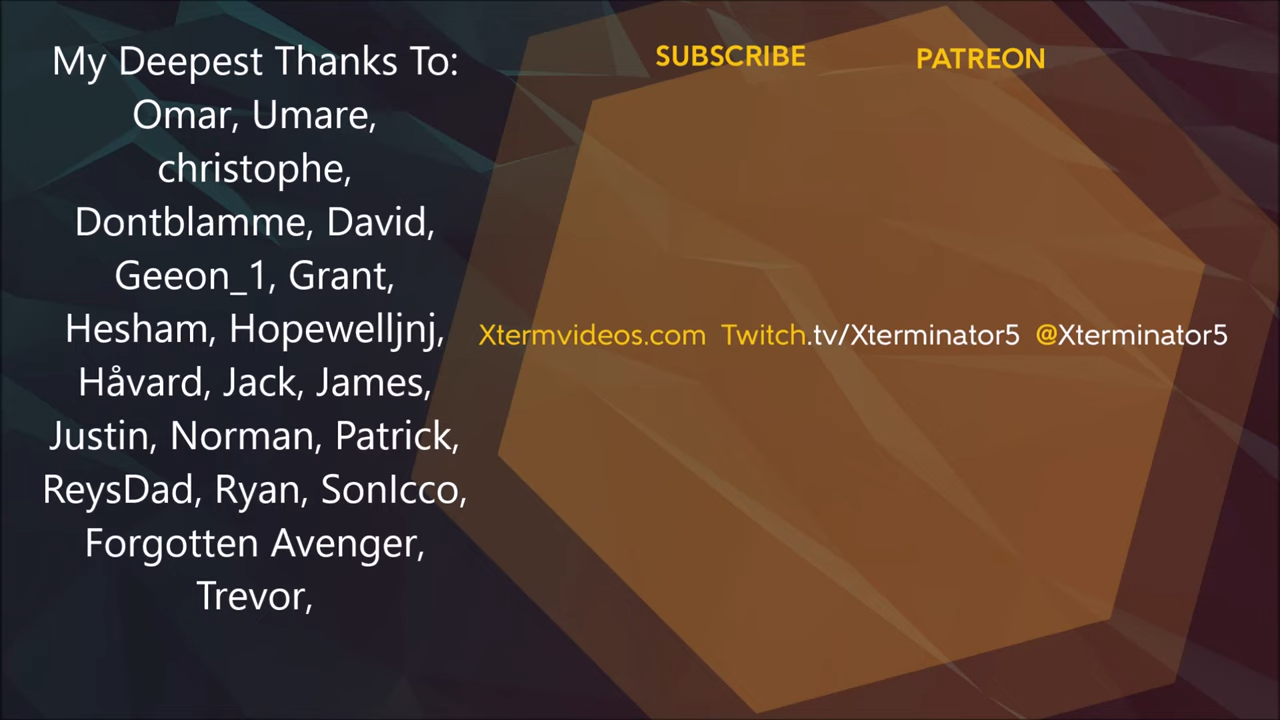 My Deepest Thanks To:
Omar, Umare,
christophe,
Dontblamme, David,
Geeon_1, Grant,
Hesham, Hopewelljnj,
Håvard, Jack, James,
Justin, Norman, Patrick,
ReysDad, Ryan, SonIcco,
Forgotten Avenger,
Trevor,
SUBSCRIBE
PATREON
Xtermvideos.com Twitch.tv/Xterminator5 @Xterminator5